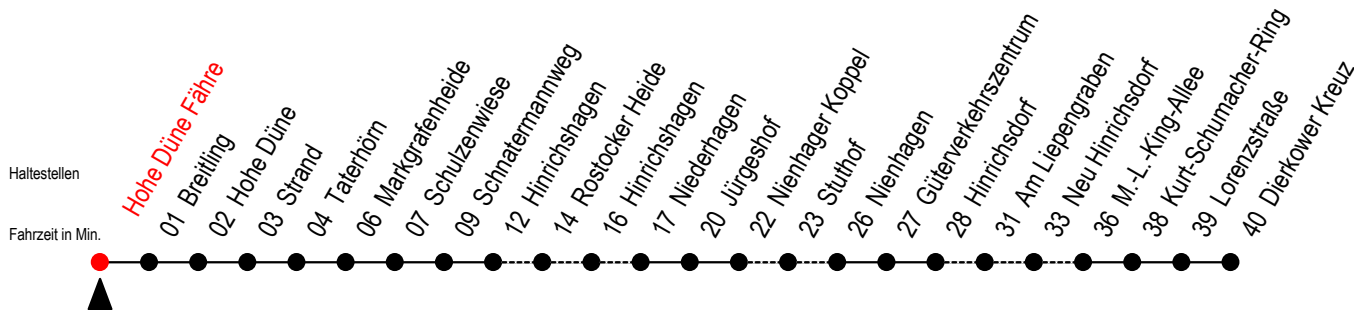 Haltestellen
Fahrzeit in Min.
Hohe Düne Fähre
01 Breitling
02 Hohe Düne
03 Strand
04 Taterhörn
06 Markgrafenheide
07 Schulzenwiese
09 Schnatermannweg
12 Hinrichshagen
14 Rostocker Heide
16 Hinrichshagen
17 Niederhagen
20 Jürgeshof
22 Nienhager Koppel
23 Stuthof
26 Nienhagen
27 Güterverkehrszentrum
28 Hinrichsdorf
31 Am Liepengraben
33 Neu Hinrichsdorf
36 M.-L.-King-Allee
38 Kurt-Schumacher-Ring
39 Lorenzstraße
40 Dierkower Kreuz